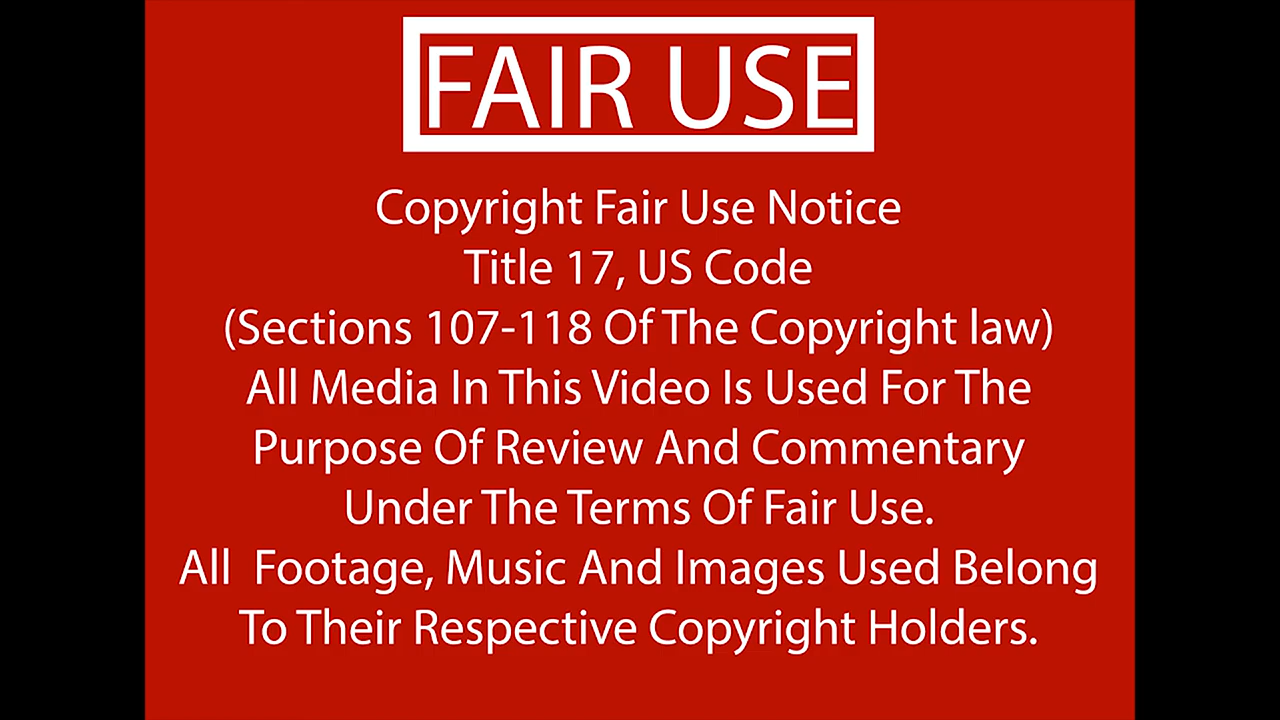 FAIR USE
Copyright Fair Use Notice
Title 17, US Code
(Sections 107-118 Of The Copyright law)
All Media In This Video Is Used For The
Purpose Of Review And Commentary
Under The Terms Of Fair Use.
All  Footage, Music And Images Used Belong
To Their Respective Copyright Holders.